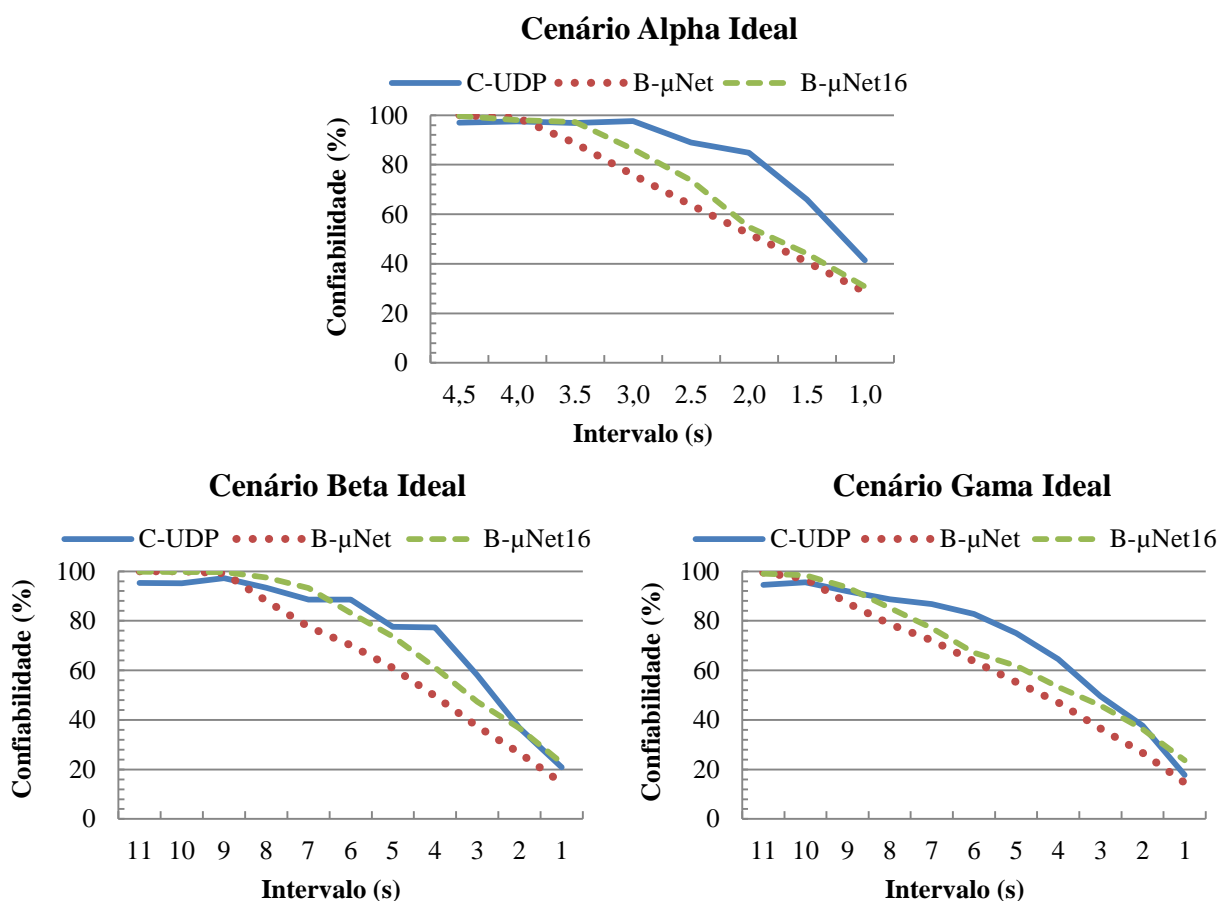 Cenário Alpha Ideal
C-UDP B-µNet B-µNet16
Confiabilidade (%)
100
80
60
40
20
0
4,5 4,0 3.5 3,0 2.5 2,0 1.5 1,0
Intervalo (s)
Cenário Beta Ideal
C-UDP B-µNet B-µNet16
Confiabilidade (%)
100
80
60
40
20
0
11 10 9 8 7 6 5 4 3 2 1
Intervalo (s)
Cenário Gama Ideal
C-UDP B-µNet B-µNet16
Confiabilidade (%)
100
80
60
40
20
0
11 10 9 8 7 6 5 4 3 2 1
Intervalo (s)